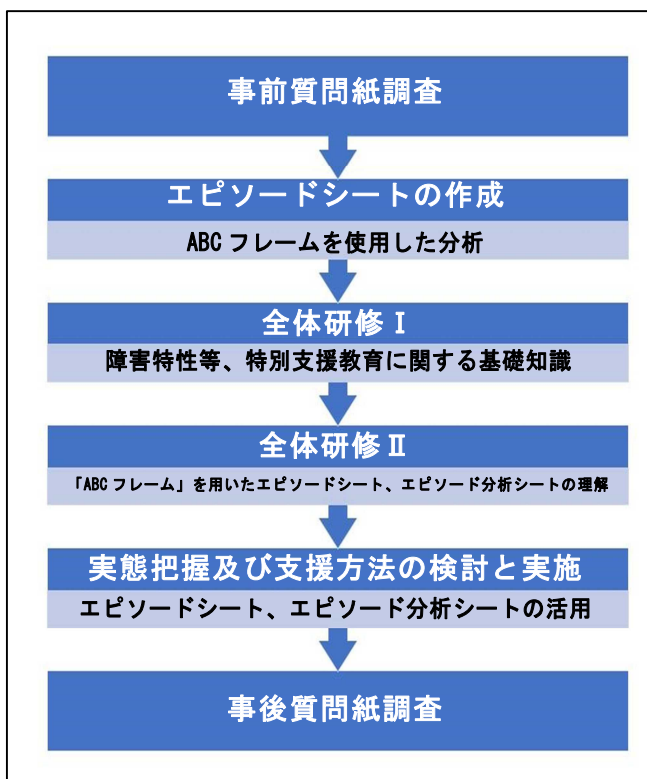 事前質問紙調査
エピソードシートの作成
ABCフレームを使用した分析
全体研修Ⅰ
障害特性等、特別支援教育に関する基礎知識
全体研修Ⅱ
「ABCフレーム」を用いたエピソードシート、エピソード分析シートの理解
実態把握及び支援方法の検討と実施
エピソードシート、エピソード分析シートの活用
事後質問紙調査